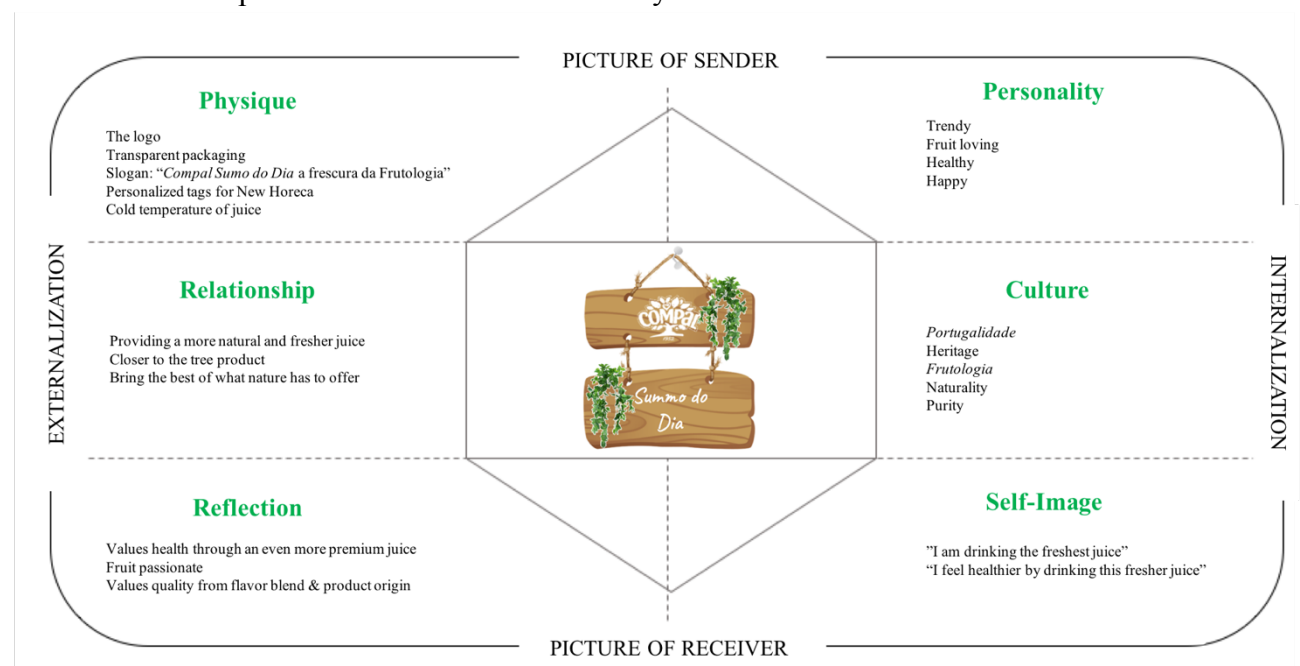 PICTURE OF SENDER
Physique
The logo
Transparent packaging
Slogan: “Compal Sumo do Dia a frescura da Frutologia”
Personalized tags for New Horeca
Cold temperature of juice
Personality
Trendy
Fruit loving
Healthy
Happy
EXTERNALIZATION
Relationship
Providing a more natural and fresher juice
Closer to the tree product
Bring the best of what nature has to offer
COMPAL
Summo do
Dia
Culture
Portugalidade
Heritage
Frutologia
Naturality
Purity
INTERNALIZATION
Reflection
Values health through an even more premium juice
Fruit passionate
Values quality from flavor blend & product origin
Self-Image
”I am drinking the freshest juice”
“I feel healthier by drinking this fresher juice”
PICTURE OF RECEIVER